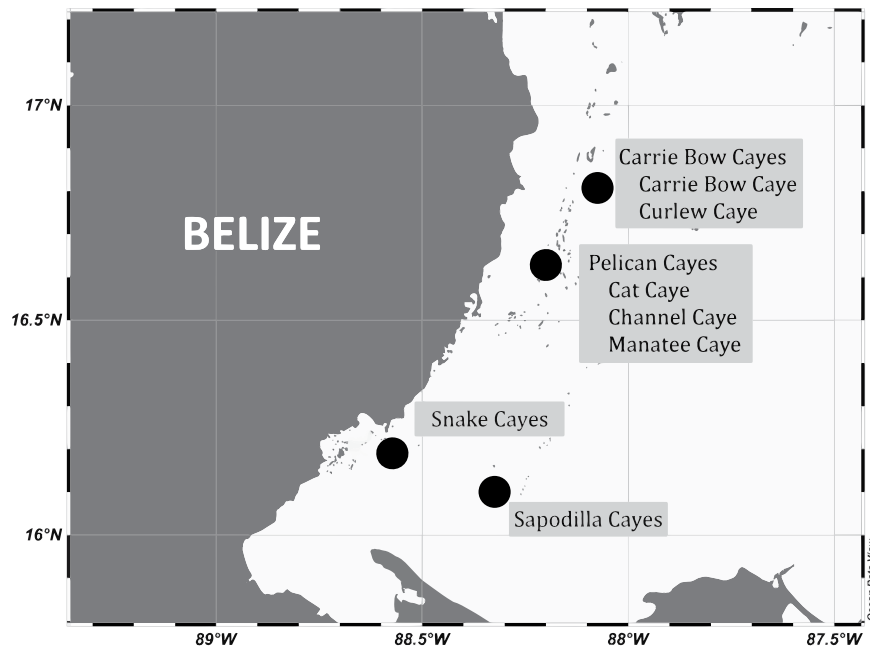 17°N
Carrie Bow Cayes
Carrie Bow Caye
Curlew Caye
BELIZE
Pelican Cayes
Cat Caye
Channel Caye
Manatee Caye
16.5°N
Snake Cayes
Sapodilla Cayes
16°N
89°W
88.5°W
88°W
87.5°W